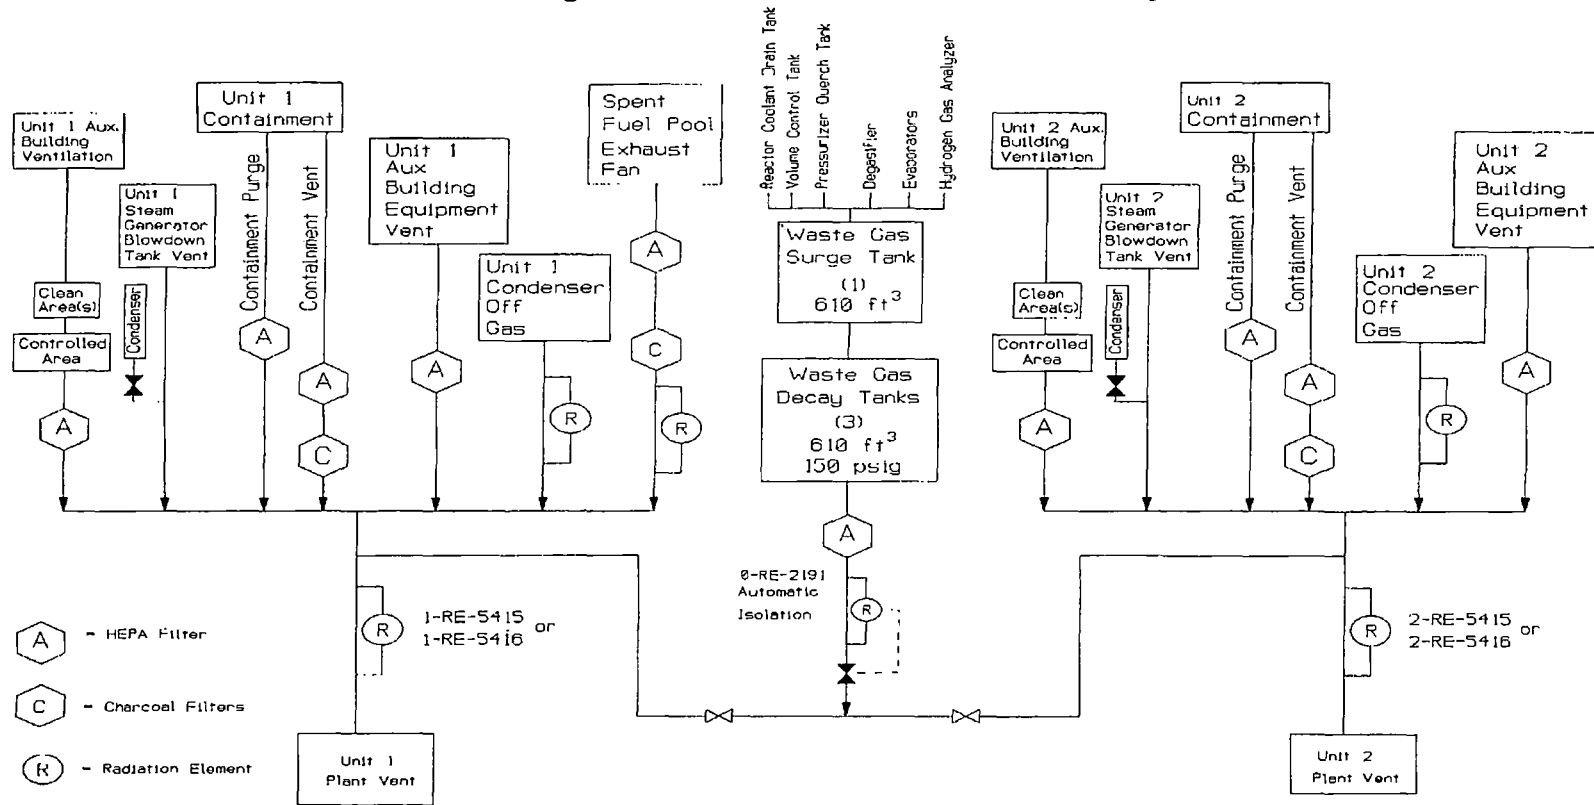 Reactor Coolant Drain Tank
Volume Control Tank
Pressurizer Quench Tank
Degasifier
Evaporators
Hydrogen Gas Analyzer
Unit 1 Aux.
Building
Ventilation
Clean
Area(s)
Controlled
Area
A
Unit 1
Steam
Generator
Blowdown
Tank Vent
Condenser
Unit 1
Containment
Containment Purge
Containment Vent
A
A
C
Unit 1
Aux
Building
Equipment
Vent
A
Unit 1
Condenser
Off
Gas
R
Spent
Fuel Pool
Exhaust
Fan
A
C
R
Waste Gas
Surge Tank
(1)
610 ft³
Waste Gas
Decay Tanks
(3)
610 ft³
150 psig
A
0-RE-2191
Automatic
Isolation
R
Unit 2 Aux.
Building
Ventilation
Clean
Area(s)
Controlled
Area
A
Unit 2
Steam
Generator
Blowdown
Tank Vent
Condenser
Unit 2
Containment
Containment Purge
Containment Vent
A
A
C
Unit 2
Condenser
Off
Gas
R
Unit 2
Aux
Building
Equipment
Vent
A
R
1-RE-5415 or
1-RE-5416
R
2-RE-5415 or
2-RE-5416
A - HEPA Filter
C - Charcoal Filters
R - Radiation Element
Unit 1
Plant Vent
Unit 2
Plant Vent